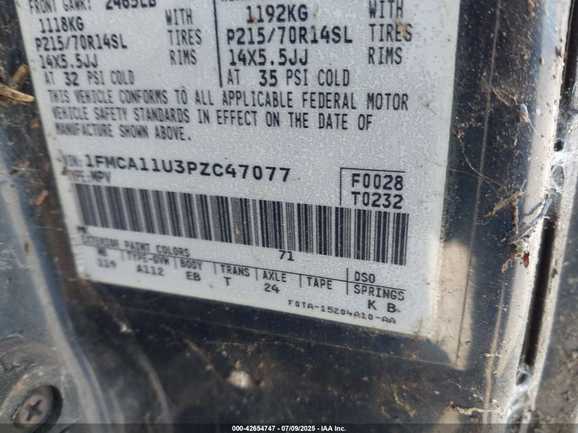 FRONT GAWR: 2465LB
1118KG WITH 1192KG WITH
P215/70R14SL TIRES P215/70R14SL TIRES
14X5.5JJ RIMS 14X5.5JJ RIMS
AT 32 PSI COLD AT 35 PSI COLD
THIS VEHICLE CONFORMS TO ALL APPLICABLE FEDERAL MOTOR
VEHICLE SAFETY STANDARDS IN EFFECT ON THE DATE OF
MANUFACTURE SHOWN ABOVE.
VIN: 1FMCA11U3PZC47077
TYPE: MPV
F0028
T0232
EXTERIOR PAINT COLORS 71 DSO
WB TYPE-GVW BODY TRANS AXLE TAPE SPRINGS
119 A112 EB T 24 K B
F0TA-15204A10-AA
000-42654747 - 07/09/2025 - IAA Inc.